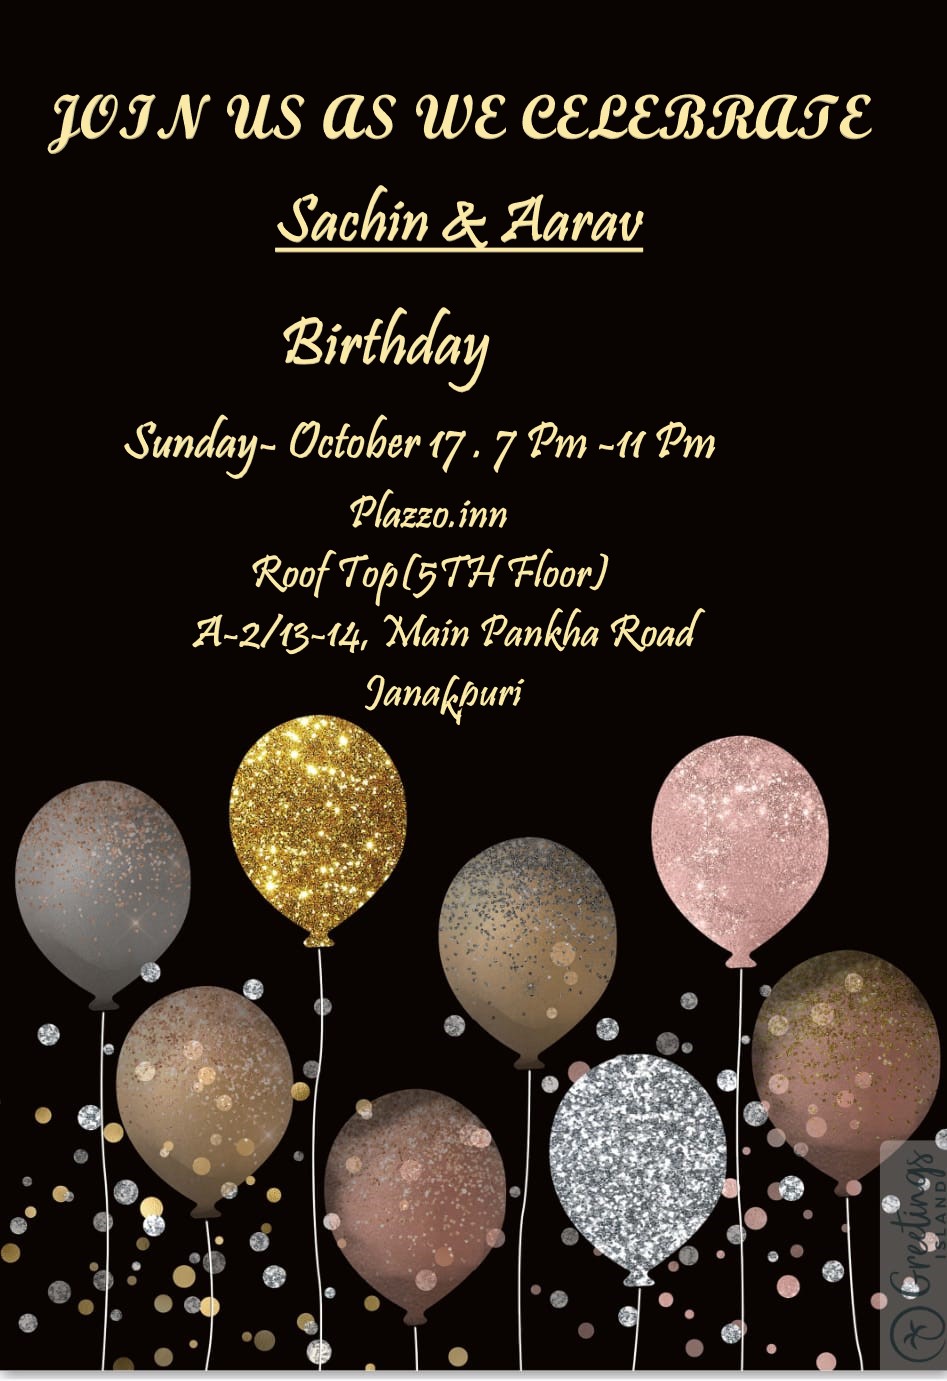 JOIN US AS WE CELEBRATE
Sachin & Aarav
Birthday
Sunday- October 17 . 7 Pm -11 Pm
Plazzo.inn
Roof Top(5TH Floor)
A-2/13-14, Main Pankha Road
Janakpuri
Greetings
ISLAND